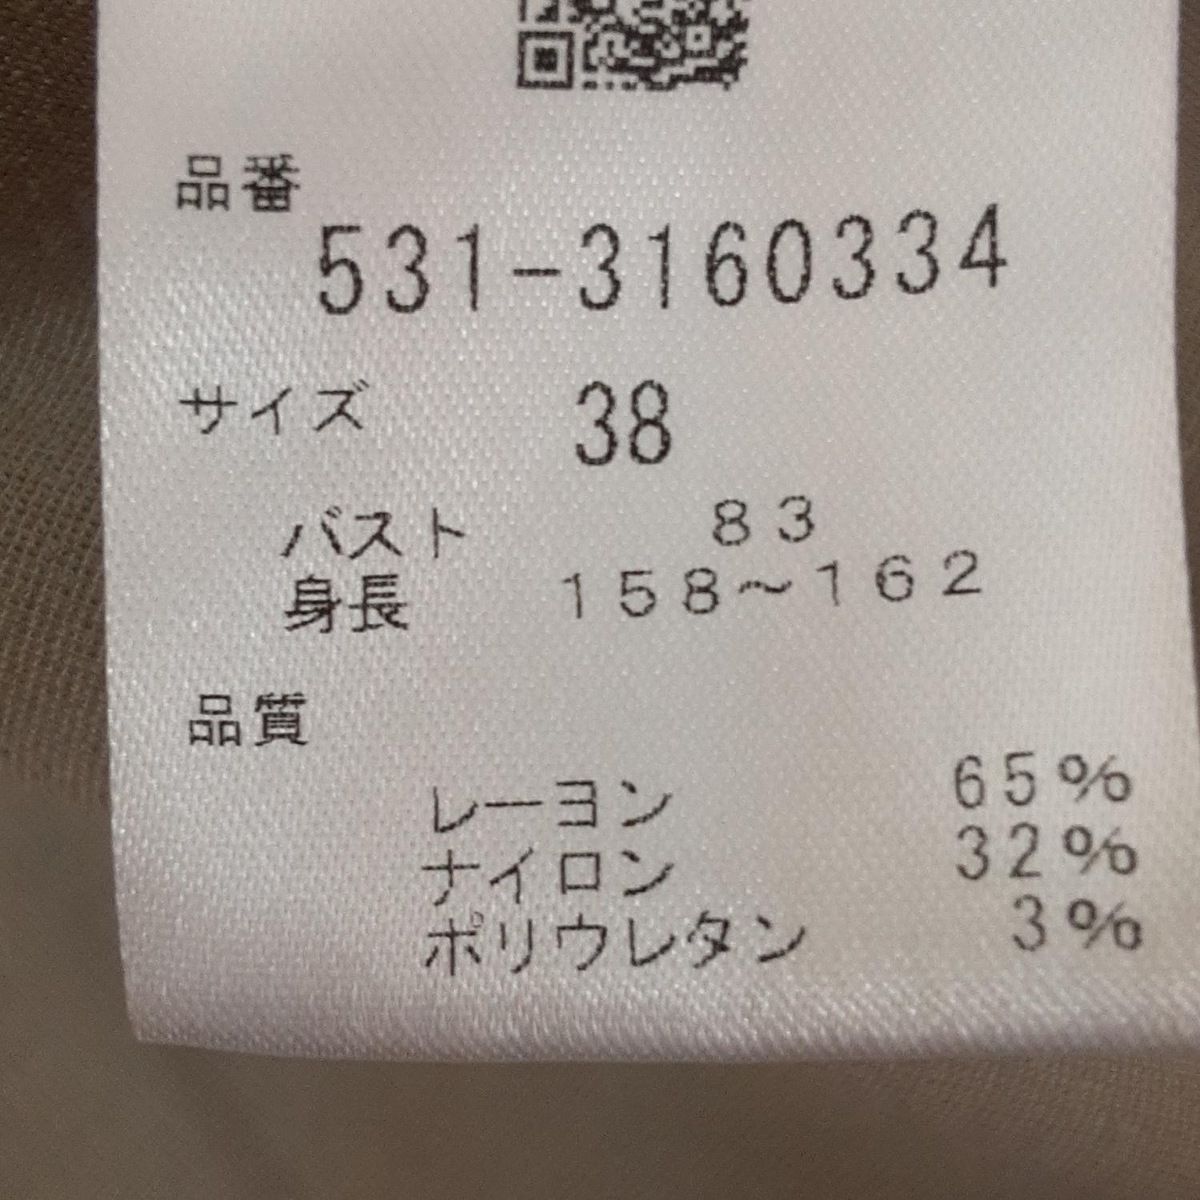 品番
531-3160334
サイズ 38
バスト 83
身長 158～162
品質
レーヨン 65%
ナイロン 32%
ポリウレタン 3%